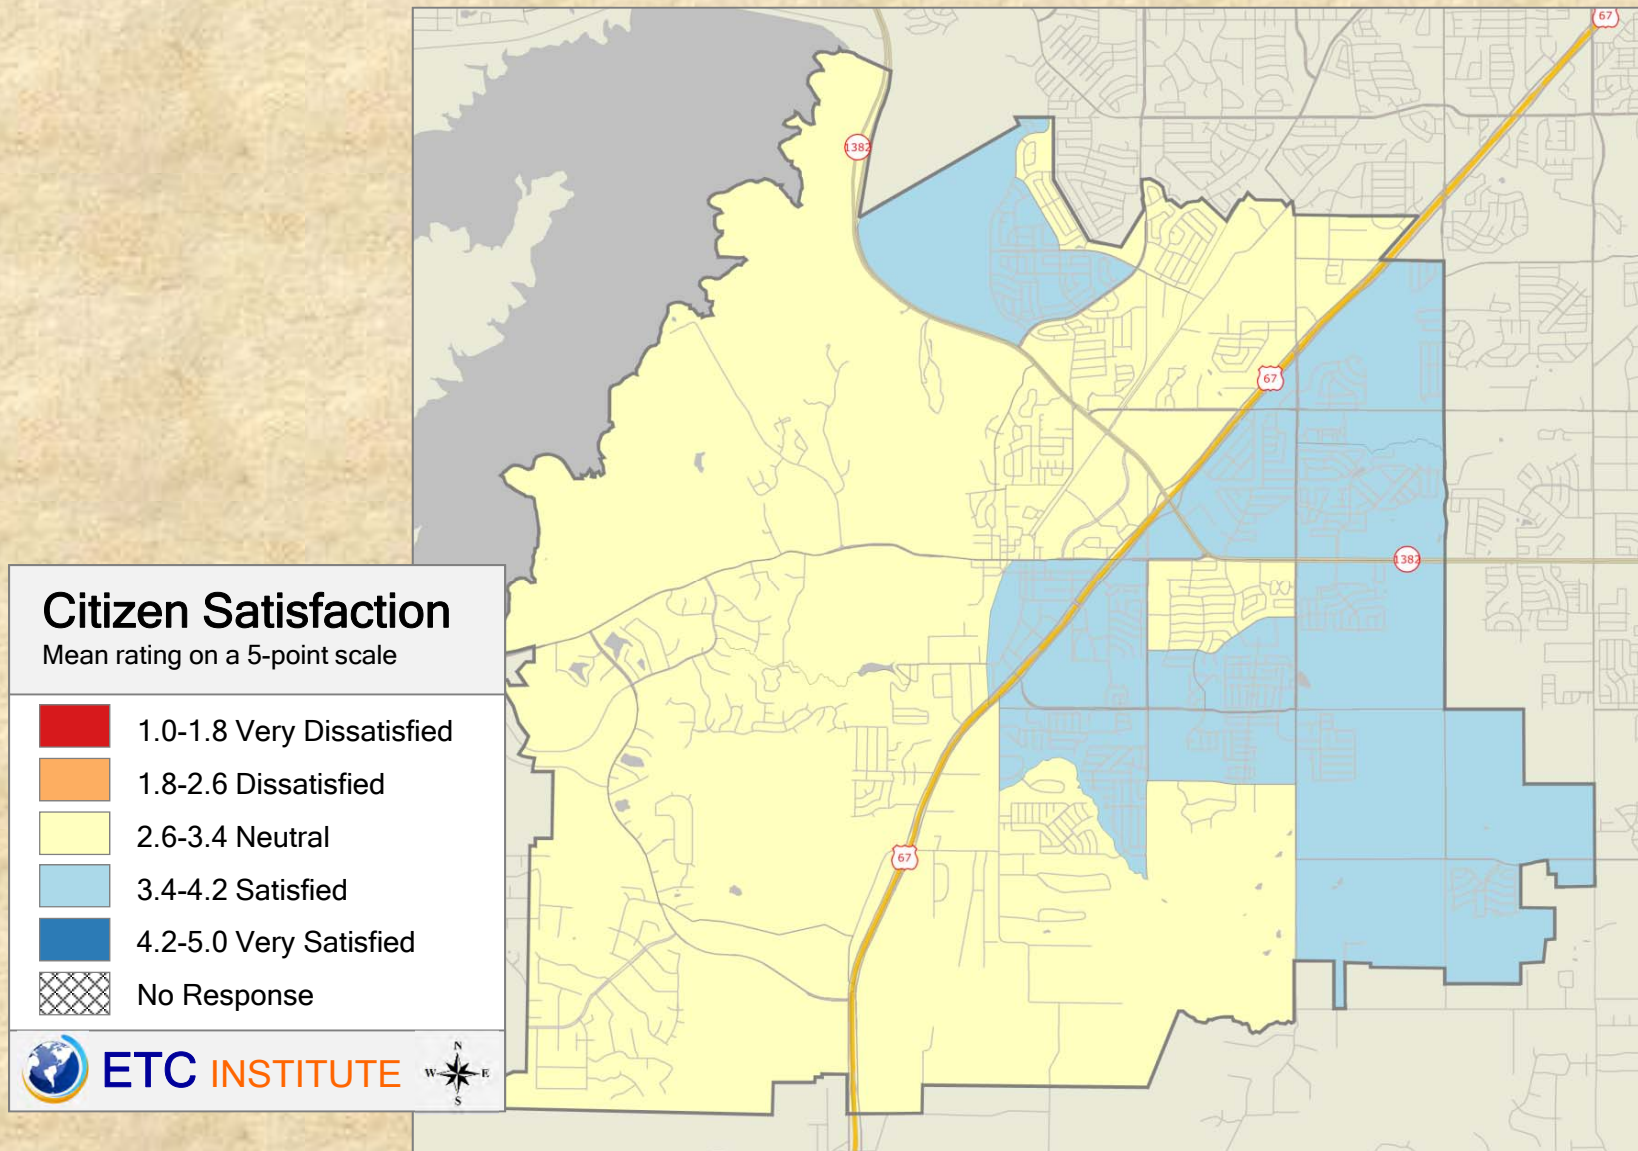 67
1382
67
1382
67
Citizen Satisfaction
Mean rating on a 5-point scale
1.0-1.8 Very Dissatisfied
1.8-2.6 Dissatisfied
2.6-3.4 Neutral
3.4-4.2 Satisfied
4.2-5.0 Very Satisfied
No Response
ETC INSTITUTE
N
W E
S